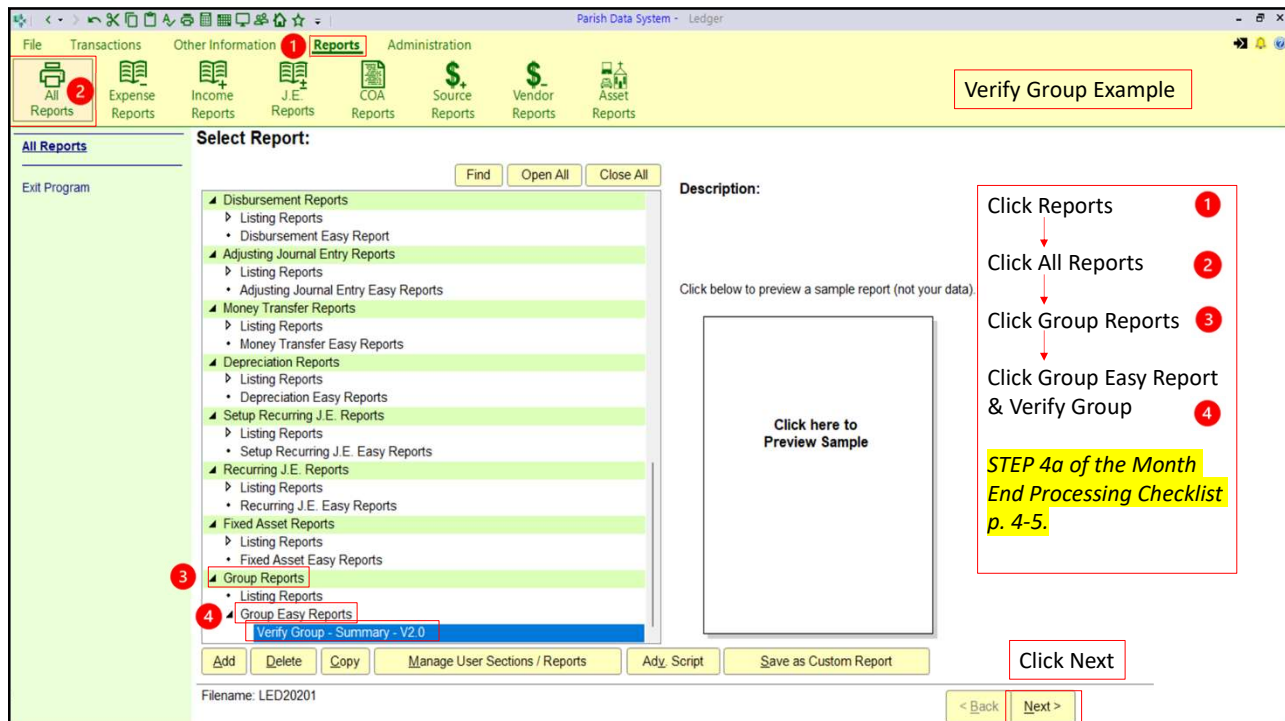 Parish Data System - Ledger
File Transactions Other Information 1 Reports Administration
All Reports 2
Expense Reports
Income Reports
J.E. Reports
COA Reports
Source Reports
Vendor Reports
Asset Reports
Verify Group Example
All Reports
Exit Program
Select Report:
Find Open All Close All
Disbursement Reports
Listing Reports
Disbursement Easy Report
Adjusting Journal Entry Reports
Listing Reports
Adjusting Journal Entry Easy Reports
Money Transfer Reports
Listing Reports
Money Transfer Easy Reports
Depreciation Reports
Listing Reports
Depreciation Easy Reports
Setup Recurring J.E. Reports
Listing Reports
Setup Recurring J.E. Easy Reports
Recurring J.E. Reports
Listing Reports
Recurring J.E. Easy Reports
Fixed Asset Reports
Listing Reports
Fixed Asset Easy Reports
3 Group Reports
Listing Reports
4 Group Easy Reports
Verify Group - Summary - V2.0
Add Delete Copy Manage User Sections / Reports Adv. Script Save as Custom Report
Filename: LED20201
Description:
Click below to preview a sample report (not your data).
Click here to
Preview Sample
Click Reports 1
Click All Reports 2
Click Group Reports 3
Click Group Easy Report
& Verify Group 4
STEP 4a of the Month
End Processing Checklist
p. 4-5.
Click Next
< Back Next >